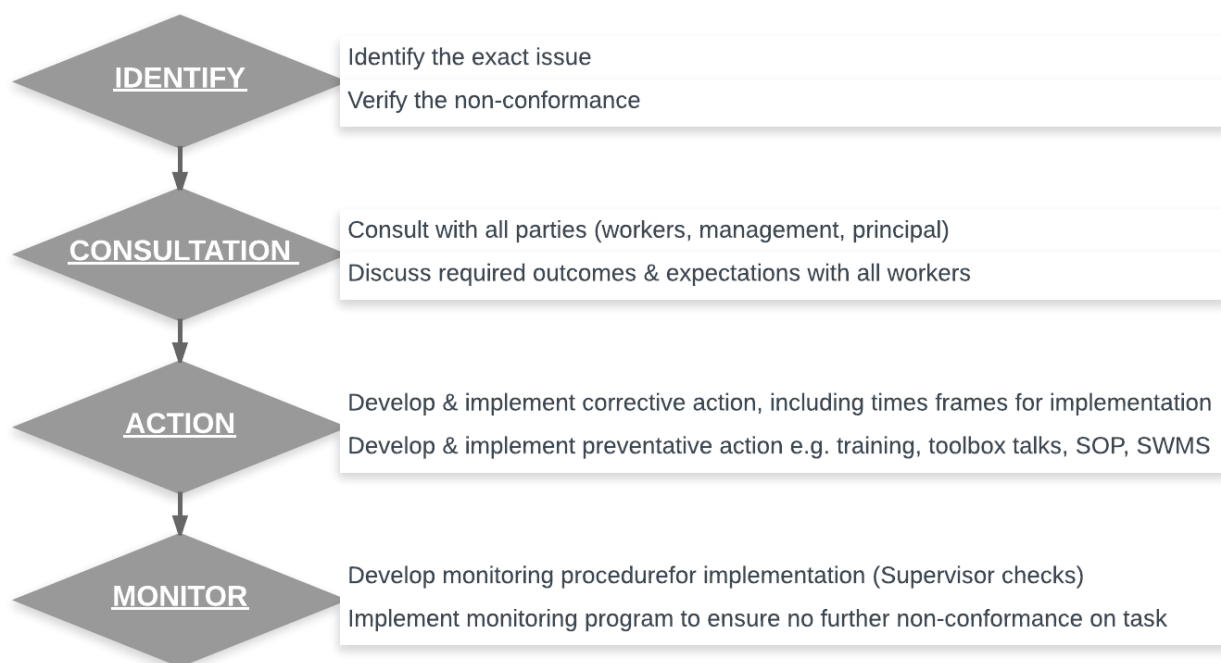 IDENTIFY
Identify the exact issue
Verify the non-conformance
CONSULTATION
Consult with all parties (workers, management, principal)
Discuss required outcomes & expectations with all workers
ACTION
Develop & implement corrective action, including times frames for implementation
Develop & implement preventative action e.g. training, toolbox talks, SOP, SWMS
MONITOR
Develop monitoring procedurefor implementation (Supervisor checks)
Implement monitoring program to ensure no further non-conformance on task